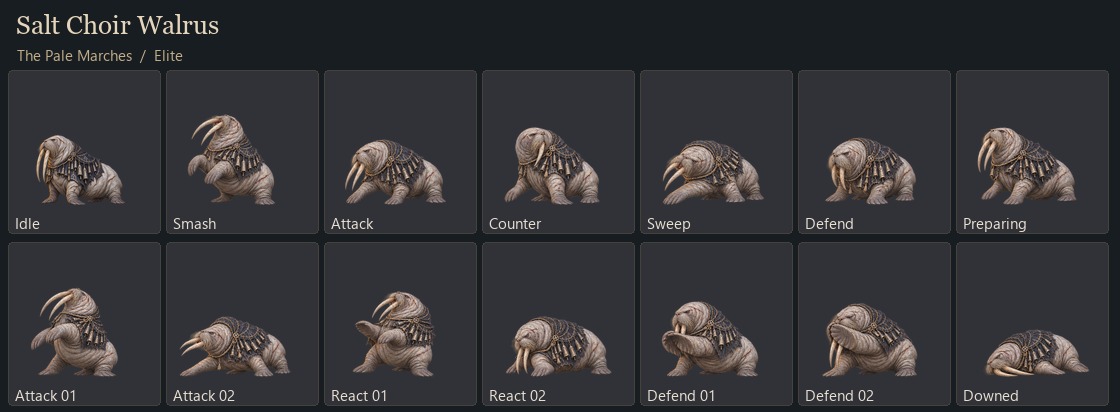 Salt Choir Walrus
The Pale Marches / Elite
Idle
Smash
Attack
Counter
Sweep
Defend
Preparing
Attack 01
Attack 02
React 01
React 02
Defend 01
Defend 02
Downed